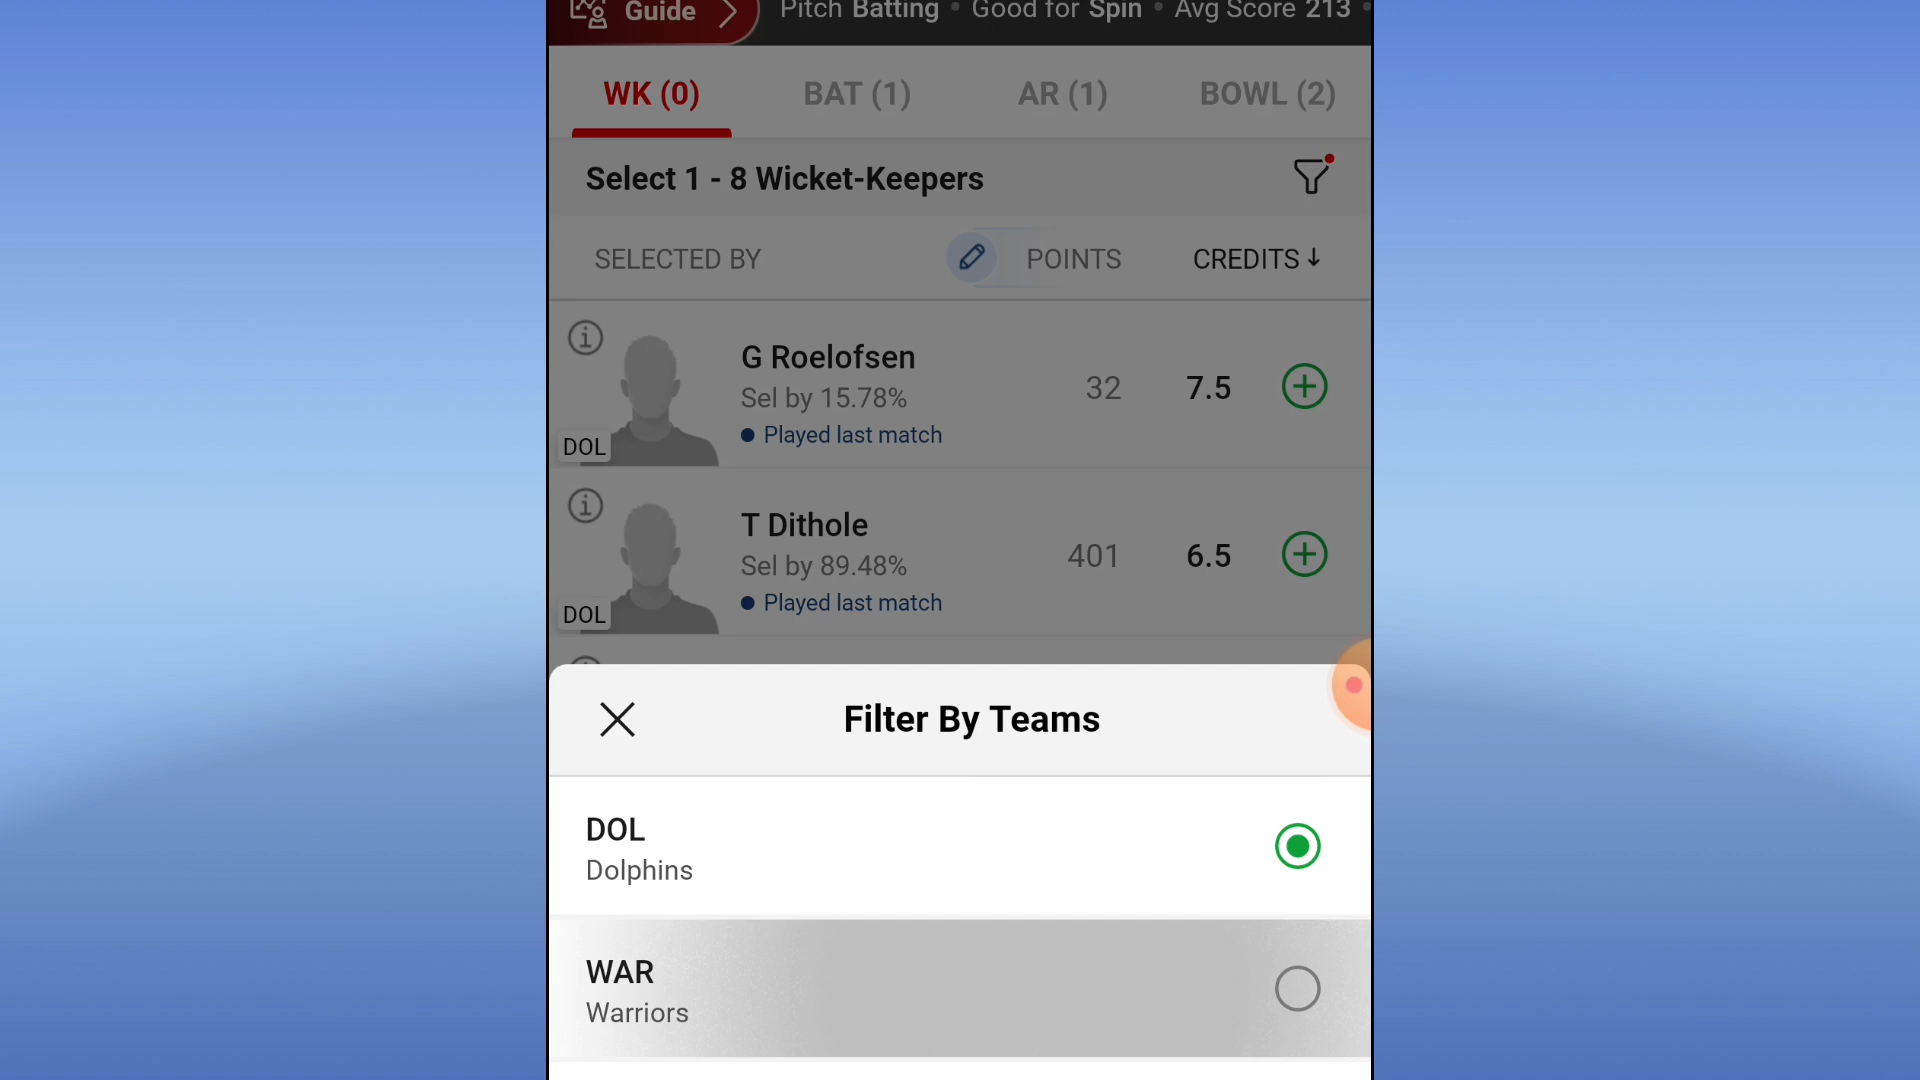 Guide
Pitch Batting • Good for Spin • Avg Score 213 •
WK (0) BAT (1) AR (1) BOWL (2)
Select 1 - 8 Wicket-Keepers
SELECTED BY POINTS CREDITS ↓
G Roelofsen
Sel by 15.78%
32 7.5
Played last match
DOL
T Dithole
Sel by 89.48%
401 6.5
Played last match
DOL
Filter By Teams
DOL
Dolphins
WAR
Warriors